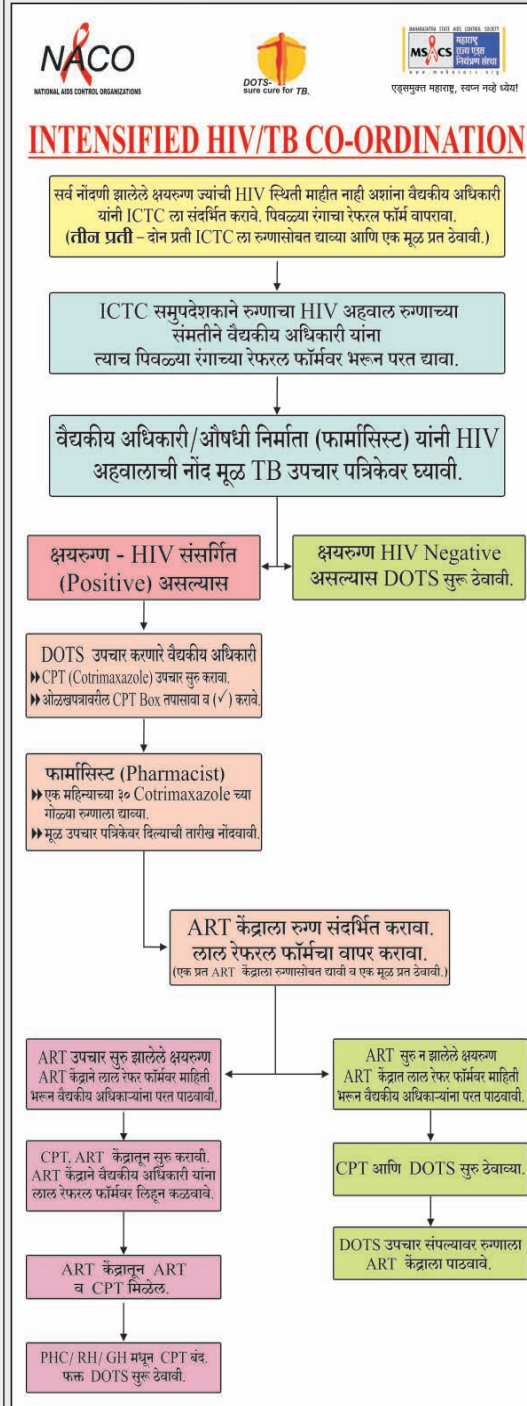 NACO
NATIONAL AIDS CONTROL ORGANIZATIONS
DOTS-
sure cure for TB.
MAHARASHTRA STATE AIDS CONTROL SOCIETY
MSACS
महाराष्ट्र
राज्य एड्स
नियंत्रण संस्था
एड्समुक्त महाराष्ट्र, स्वप्न नव्हे ध्येय!
INTENSIFIED HIV/TB CO-ORDINATION
सर्व नोंदणी झालेले क्षयरुग्ण ज्यांची HIV स्थिती माहीत नाही अशांना वैद्यकीय अधिकारी
यांनी ICTC ला संदर्भित करावे. पिवळ्या रंगाचा रेफरल फॉर्म वापरावा.
(तीन प्रती – दोन प्रती ICTC ला रुग्णासोबत द्याव्या आणि एक मूळ प्रत ठेवावी.)
ICTC समुपदेशकाने रुग्णाचा HIV अहवाल रुग्णाच्या
संमतीने वैद्यकीय अधिकारी यांना
त्याच पिवळ्या रंगाच्या रेफरल फॉर्मवर भरून परत द्यावा.
वैद्यकीय अधिकारी/औषधी निर्माता (फार्मासिस्ट) यांनी HIV
अहवालाची नोंद मूळ TB उपचार पत्रिकेवर घ्यावी.
क्षयरुग्ण - HIV संसर्गित
(Positive) असल्यास
क्षयरुग्ण HIV Negative
असल्यास DOTS सुरू ठेवावी.
DOTS उपचार करणारे वैद्यकीय अधिकारी
CPT (Cotrimaxazole) उपचार सुरु करावा.
ओळखपत्रावरील CPT Box तपासावा व (✓) करावे.
फार्मासिस्ट (Pharmacist)
एक महिन्याच्या ३० Cotrimaxazole च्या
गोळ्या रुग्णाला द्याव्या.
मूळ उपचार पत्रिकेवर दिल्याची तारीख नोंदवावी.
ART केंद्राला रुग्ण संदर्भित करावा.
लाल रेफरल फॉर्मचा वापर करावा.
(एक प्रत ART केंद्राला रुग्णासोबत द्यावी व एक मूळ प्रत ठेवावी.)
ART उपचार सुरु झालेले क्षयरुग्ण
ART केंद्राने लाल रेफर फॉर्मवर माहिती
भरून वैद्यकीय अधिकाऱ्यांना परत पाठवावी.
ART सुरु न झालेले क्षयरुग्ण
ART केंद्रात लाल रेफर फॉर्मवर माहिती
भरून वैद्यकीय अधिकाऱ्यांना परत पाठवावी.
CPT, ART केंद्रातून सुरु करावी.
ART केंद्राने वैद्यकीय अधिकारी यांना
लाल रेफरल फॉर्मवर लिहून कळवावे.
CPT आणि DOTS सुरु ठेवाव्या.
ART केंद्रातून ART
व CPT मिळेल.
DOTS उपचार संपल्यावर रुग्णाला
ART केंद्राला पाठवावे.
PHC/ RH/ GH मधून CPT बंद.
फक्त DOTS सुरू ठेवावी.